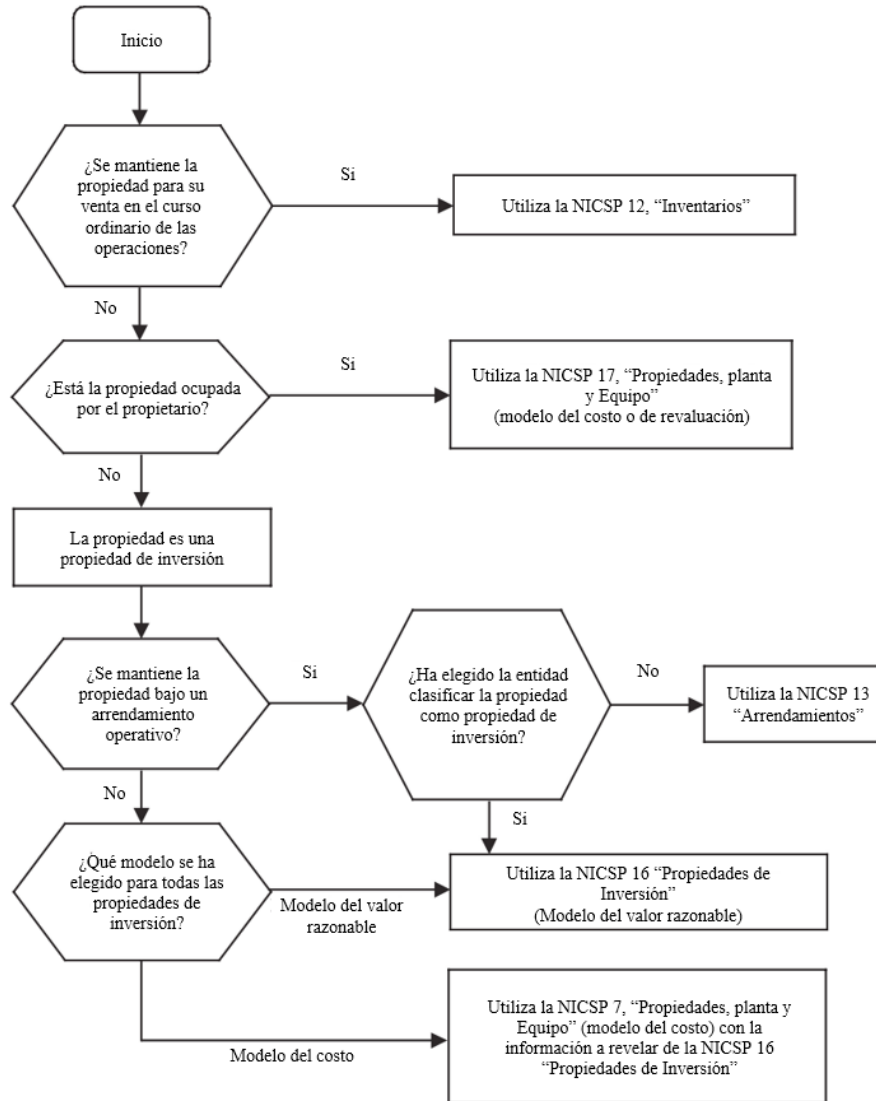 Inicio
¿Se mantiene la
propiedad para su
venta en el curso
ordinario de las
operaciones?
Si
Utiliza la NICSP 12, “Inventarios”
No
¿Está la propiedad ocupada
por el propietario?
Si
Utiliza la NICSP 17, “Propiedades, planta
y Equipo”
(modelo del costo o de revaluación)
No
La propiedad es una
propiedad de inversión
¿Se mantiene la
propiedad bajo un
arrendamiento
operativo?
Si
¿Ha elegido la entidad
clasificar la propiedad
como propiedad de
inversión?
No
Utiliza la NICSP 13
“Arrendamientos”
No
Si
¿Qué modelo se ha
elegido para todas las
propiedades de
inversión?
Modelo del valor
razonable
Utiliza la NICSP 16 “Propiedades de
Inversión”
(Modelo del valor razonable)
Modelo del costo
Utiliza la NICSP 7, “Propiedades, planta y
Equipo” (modelo del costo) con la
información a revelar de la NICSP 16
“Propiedades de Inversión”